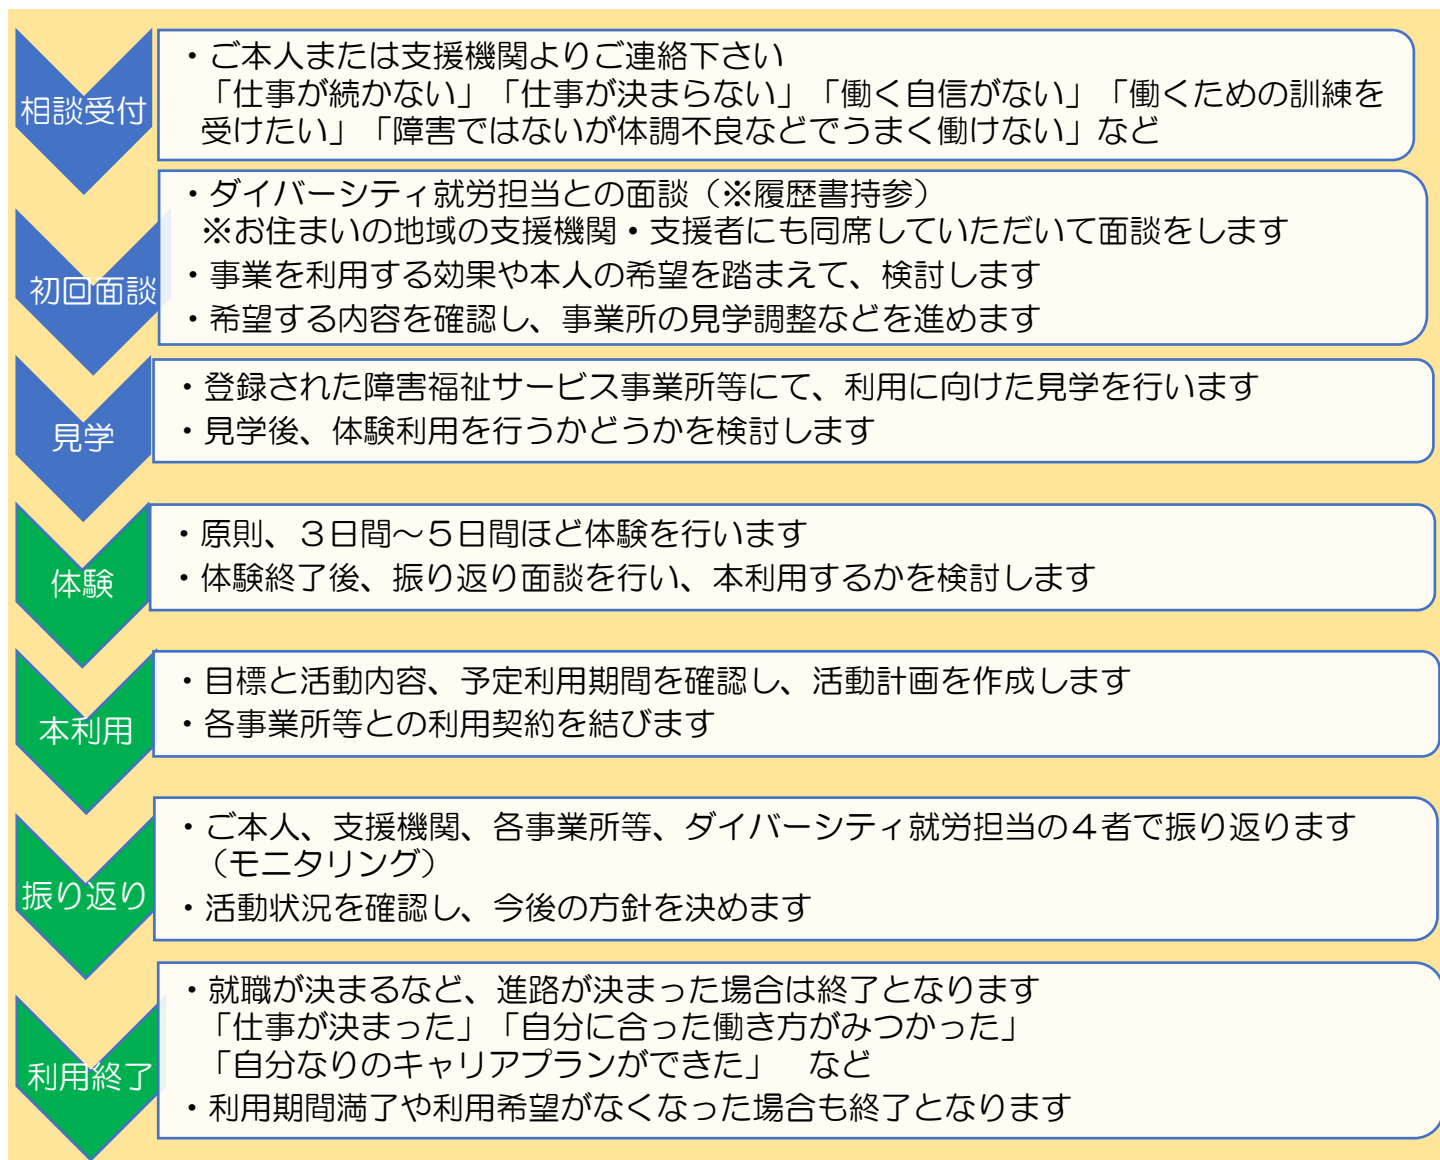 相談受付
・ご本人または支援機関よりご連絡下さい
「仕事が続かない」「仕事が決まらない」「働く自信がない」「働くための訓練を
受けたい」「障害ではないが体調不良などでうまく働けない」など
初回面談
・ダイバーシティ就労担当との面談（※履歴書持参）
※お住まいの地域の支援機関・支援者にも同席していただいて面談をします
・事業を利用する効果や本人の希望を踏まえて、検討します
・希望する内容を確認し、事業所の見学調整などを進めます
見学
・登録された障害福祉サービス事業所等にて、利用に向けた見学を行います
・見学後、体験利用を行うかどうかを検討します
体験
・原則、３日間～５日間ほど体験を行います
・体験終了後、振り返り面談を行い、本利用するかを検討します
本利用
・目標と活動内容、予定利用期間を確認し、活動計画を作成します
・各事業所等との利用契約を結びます
振り返り
・ご本人、支援機関、各事業所等、ダイバーシティ就労担当の４者で振り返ります
（モニタリング）
・活動状況を確認し、今後の方針を決めます
利用終了
・就職が決まるなど、進路が決まった場合は終了となります
「仕事が決まった」「自分に合った働き方がみつかった」
「自分なりのキャリアプランができた」　など
・利用期間満了や利用希望がなくなった場合も終了となります